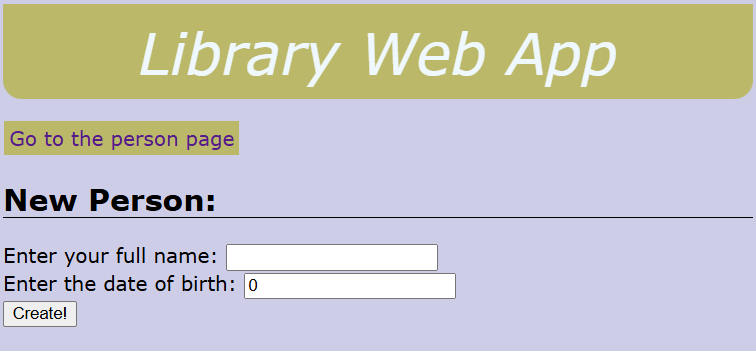 Library Web App
Go to the person page
New Person:
Enter your full name:
Enter the date of birth: 0
Create!